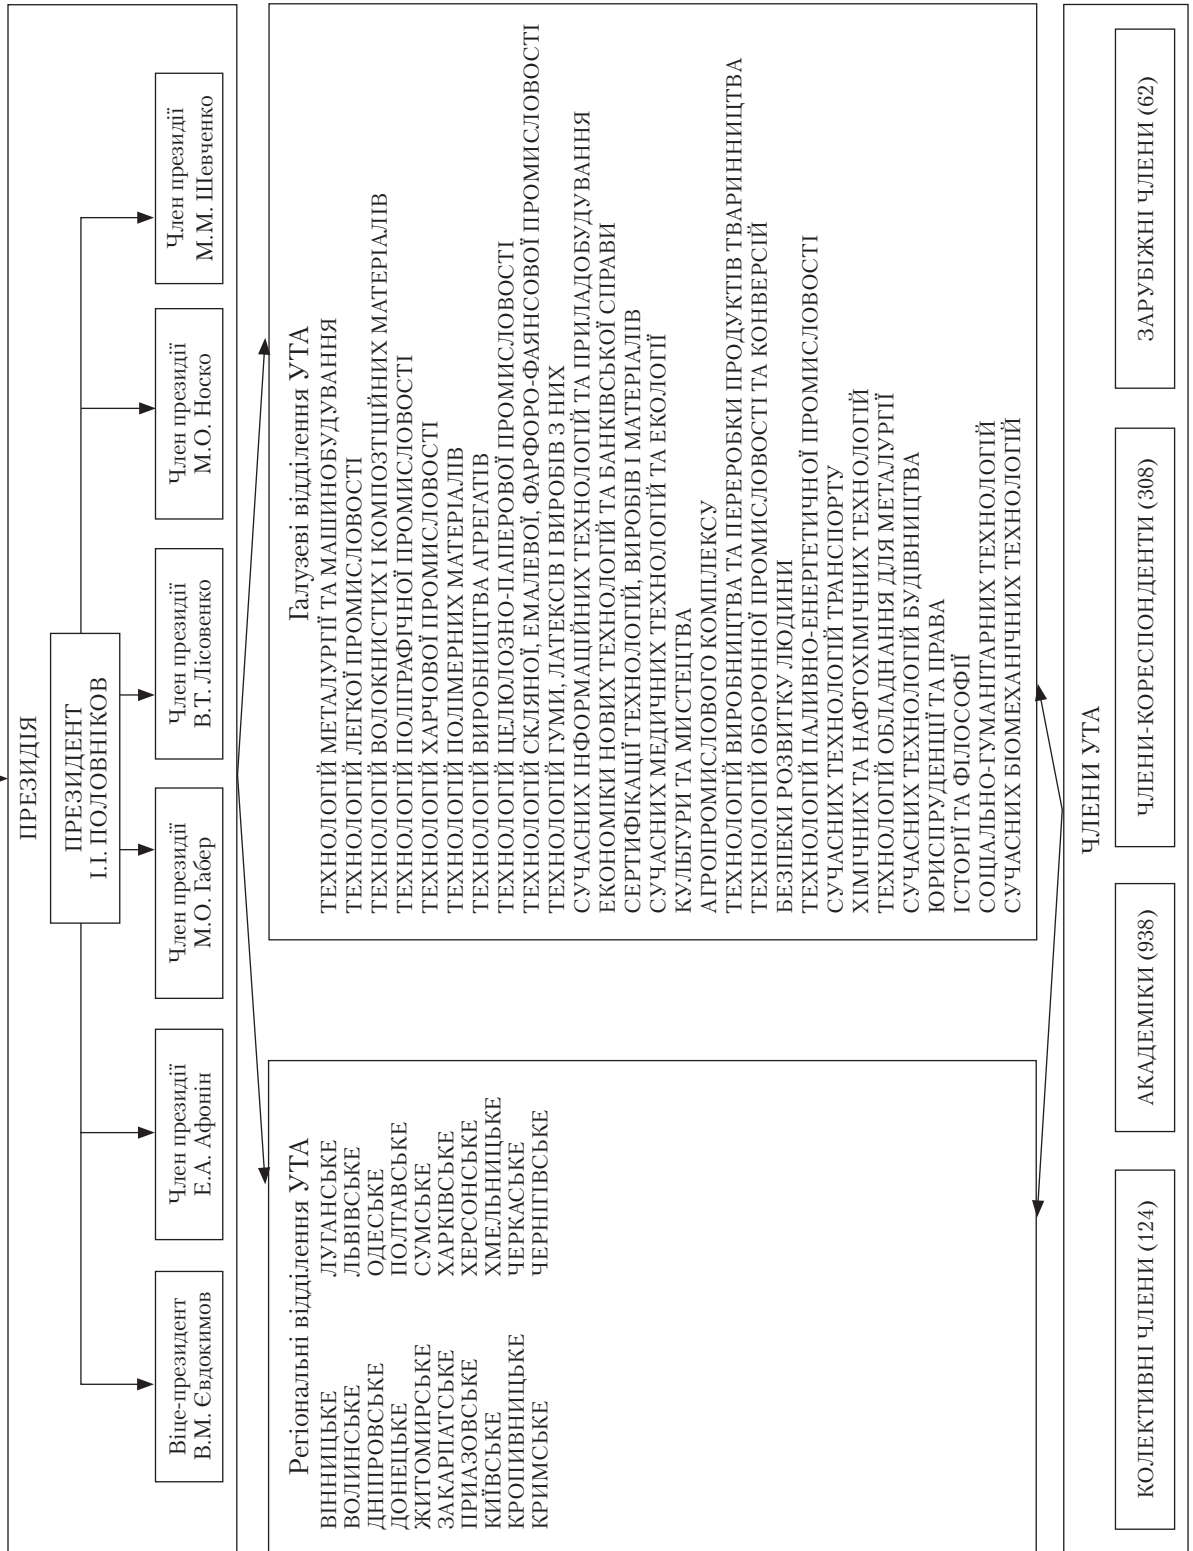 ПРЕЗИДІЯ
ПРЕЗИДЕНТ
І.І. ПОЛОВНІКОВ
Віце-президент
В.М. Євдокимов
Член президії
Е.А. Афонін
Член президії
М.О. Габер
Член президії
В.Т. Лісовенко
Член президії
М.О. Носко
Член президії
М.М. Шевченко
Регіональні відділення УТА
ВІННИЦЬКЕ
ВОЛИНСЬКЕ
ДНІПРОВСЬКЕ
ДОНЕЦЬКЕ
ЖИТОМИРСЬКЕ
ЗАКАРПАТСЬКЕ
ПРИАЗОВСЬКЕ
КИЇВСЬКЕ
КРОПИВНИЦЬКЕ
КРИМСЬКЕ
ЛУГАНСЬКЕ
ЛЬВІВСЬКЕ
ОДЕСЬКЕ
ПОЛТАВСЬКЕ
СУМСЬКЕ
ХАРКІВСЬКЕ
ХЕРСОНСЬКЕ
ХМЕЛЬНИЦЬКЕ
ЧЕРКАСЬКЕ
ЧЕРНІГІВСЬКЕ
Галузеві відділення УТА
ТЕХНОЛОГІЙ МЕТАЛУРГІЇ ТА МАШИНОБУДУВАННЯ
ТЕХНОЛОГІЙ ЛЕГКОЇ ПРОМИСЛОВОСТІ
ТЕХНОЛОГІЙ ВОЛОКНИСТИХ І КОМПОЗТЦІЙНИХ МАТЕРІАЛІВ
ТЕХНОЛОГІЙ ПОЛІГРАФІЧНОЇ ПРОМИСЛОВОСТІ
ТЕХНОЛОГІЙ ХАРЧОВОЇ ПРОМИСЛОВОСТІ
ТЕХНОЛОГІЙ ПОЛІМЕРНИХ МАТЕРІАЛІВ
ТЕХНОЛОГІЙ ВИРОБНИЦТВА АГРЕГАТІВ
ТЕХНОЛОГІЙ ЦЕЛЮЛОЗНО-ПАПЕРОВОЇ ПРОМИСЛОВОСТІ
ТЕХНОЛОГІЙ СКЛЯНОЇ, ЕМАЛЕВОЇ, ФАРФОРО-ФАЯНСОВОЇ ПРОМИСЛОВОСТІ
ТЕХНОЛОГІЙ ГУМИ, ЛАТЕКСІВ І ВИРОБІВ З НИХ
СУЧАСНИХ ІНФОРМАЦІЙНИХ ТЕХНОЛОГІЙ ТА ПРИЛАДОБУДУВАННЯ
ЕКОНОМІКИ НОВИХ ТЕХНОЛОГІЙ ТА БАНКІВСЬКОЇ СПРАВИ
СЕРТИФІКАЦІЇ ТЕХНОЛОГІЙ, ВИРОБІВ І МАТЕРІАЛІВ
СУЧАСНИХ МЕДИЧНИХ ТЕХНОЛОГІЙ ТА ЕКОЛОГІЇ
КУЛЬТУРИ ТА МИСТЕЦТВА
АГРОПРОМИСЛОВОГО КОМПЛЕКСУ
ТЕХНОЛОГІЙ ВИРОБНИЦТВА ТА ПЕРЕРОБКИ ПРОДУКТІВ ТВАРИННИЦТВА
ТЕХНОЛОГІЙ ОБОРОННОЇ ПРОМИСЛОВОСТІ ТА КОНВЕРСІЙ
БЕЗПЕКИ РОЗВИТКУ ЛЮДИНИ
ТЕХНОЛОГІЙ ПАЛИВНО-ЕНЕРГЕТИЧНОЇ ПРОМИСЛОВОСТІ
СУЧАСНИХ ТЕХНОЛОГІЙ ТРАНСПОРТУ
ХІМІЧНИХ ТА НАФТОХІМІЧНИХ ТЕХНОЛОГІЙ
ТЕХНОЛОГІЙ ОБЛАДНАННЯ ДЛЯ МЕТАЛУРГІЇ
СУЧАСНИХ ТЕХНОЛОГІЙ БУДІВНИЦТВА
ЮРИСПРУДЕНЦІЇ ТА ПРАВА
ІСТОРІЇ ТА ФІЛОСОФІЇ
СОЦІАЛЬНО-ГУМАНІТАРНИХ ТЕХНОЛОГІЙ
СУЧАСНИХ БІОМЕХАНІЧНИХ ТЕХНОЛОГІЙ
ЧЛЕНИ УТА
КОЛЕКТИВНІ ЧЛЕНИ (124)
АКАДЕМІКИ (938)
ЧЛЕНИ-КОРЕСПОНДЕНТИ (308)
ЗАРУБІЖНІ ЧЛЕНИ (62)